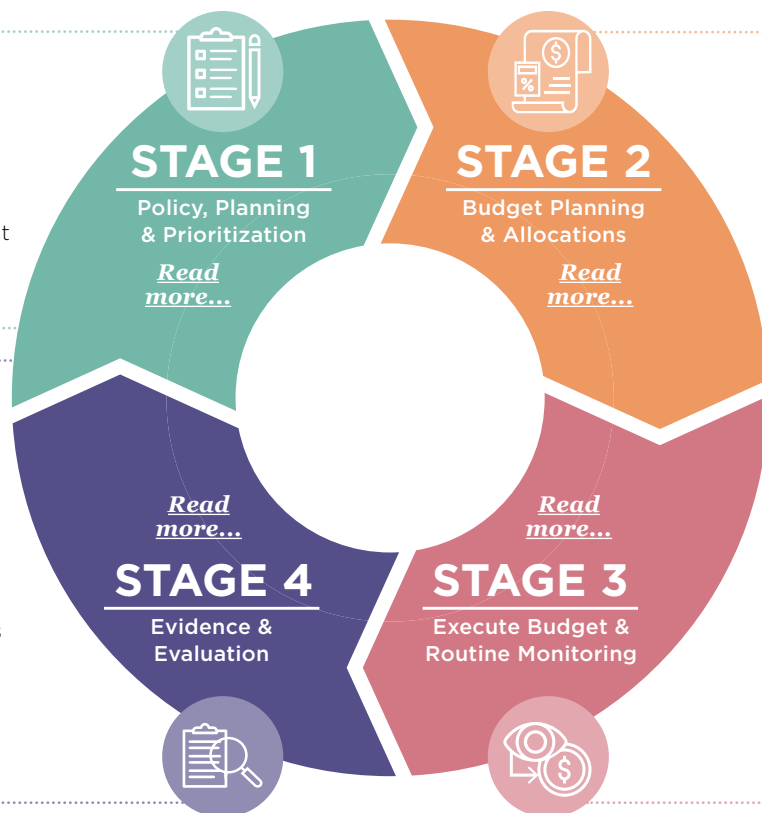 STAGE 1
Policy, Planning
& Prioritization
Read
more...
STAGE 2
Budget Planning
& Allocations
Read
more...
$
%
Read
more...
STAGE 4
Evidence &
Evaluation
Read
more...
STAGE 3
Execute Budget &
Routine Monitoring
$